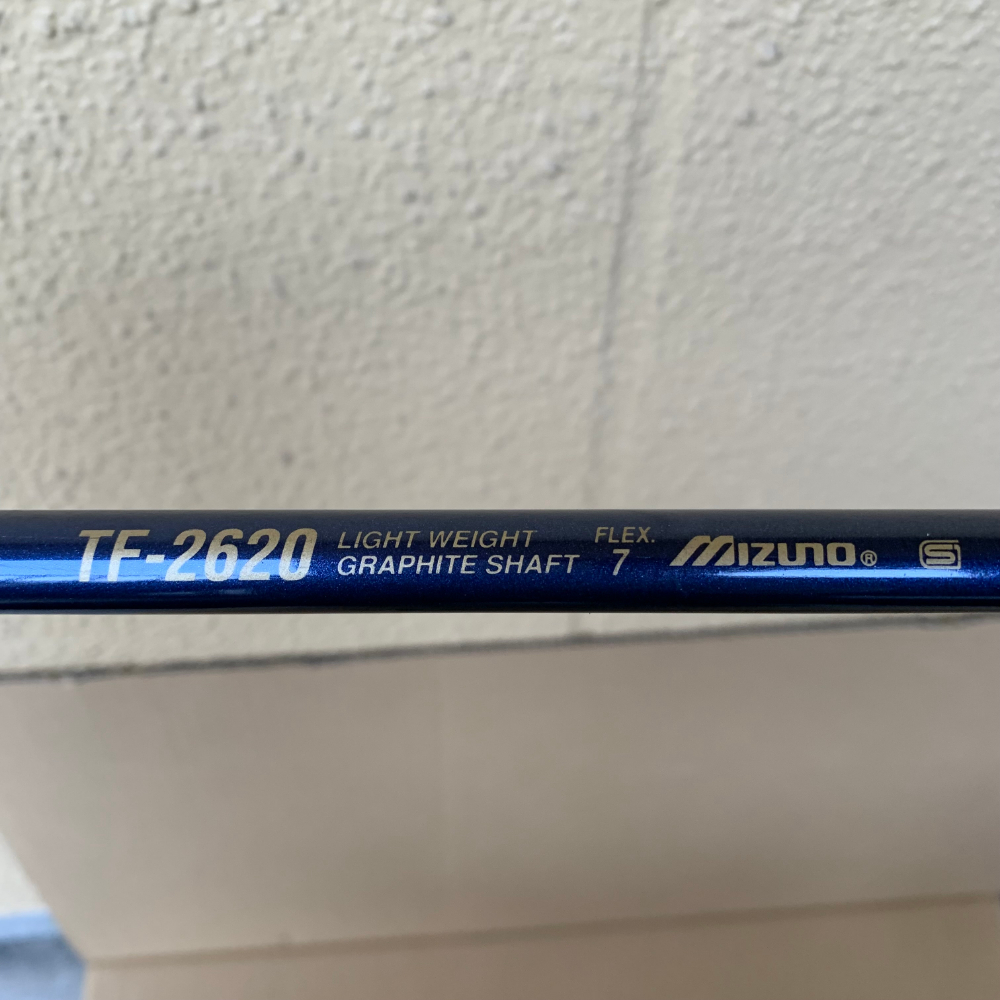 TF-2620
LIGHT WEIGHT
GRAPHITE SHAFT
FLEX.
7
MIZUNO®
S